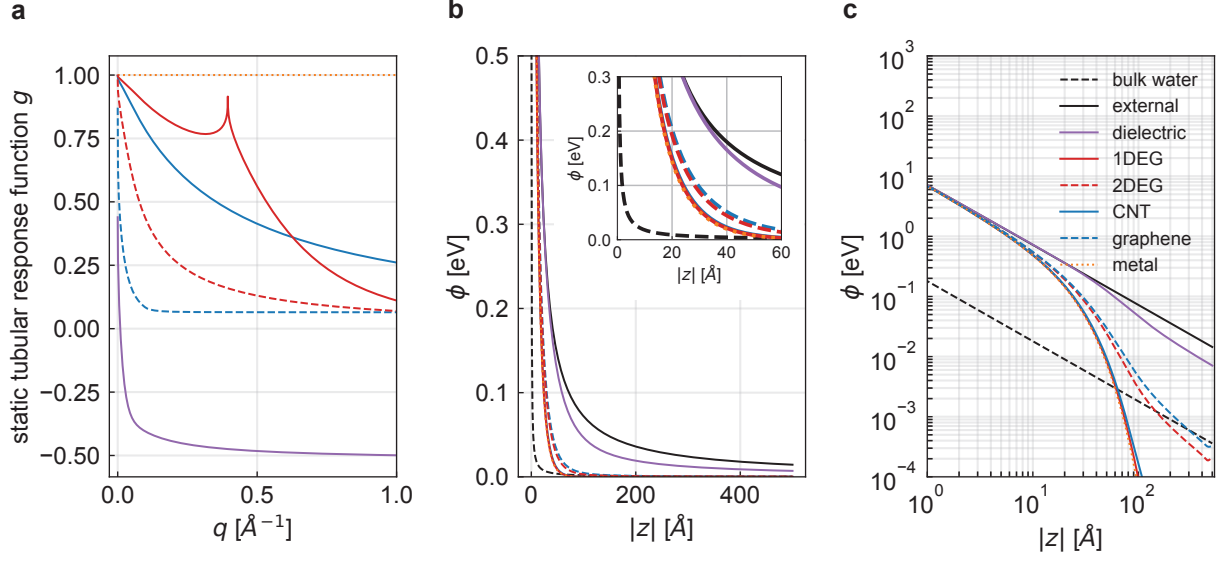 a
static tubular response function g
1.00
0.75
0.50
0.25
0.00
−0.25
−0.50
0.0
0.5
1.0
q [Å⁻¹]
b
ϕ [eV]
0.5
0.4
0.3
0.2
0.1
0.0
0
200
400
|z| [Å]
ϕ [eV]
0.3
0.2
0.1
0.0
0
20
40
60
|z| [Å]
c
ϕ [eV]
10³
10²
10¹
10⁰
10⁻¹
10⁻²
10⁻³
10⁻⁴
10⁰
10¹
10²
|z| [Å]
bulk water
external
dielectric
1DEG
2DEG
CNT
graphene
metal